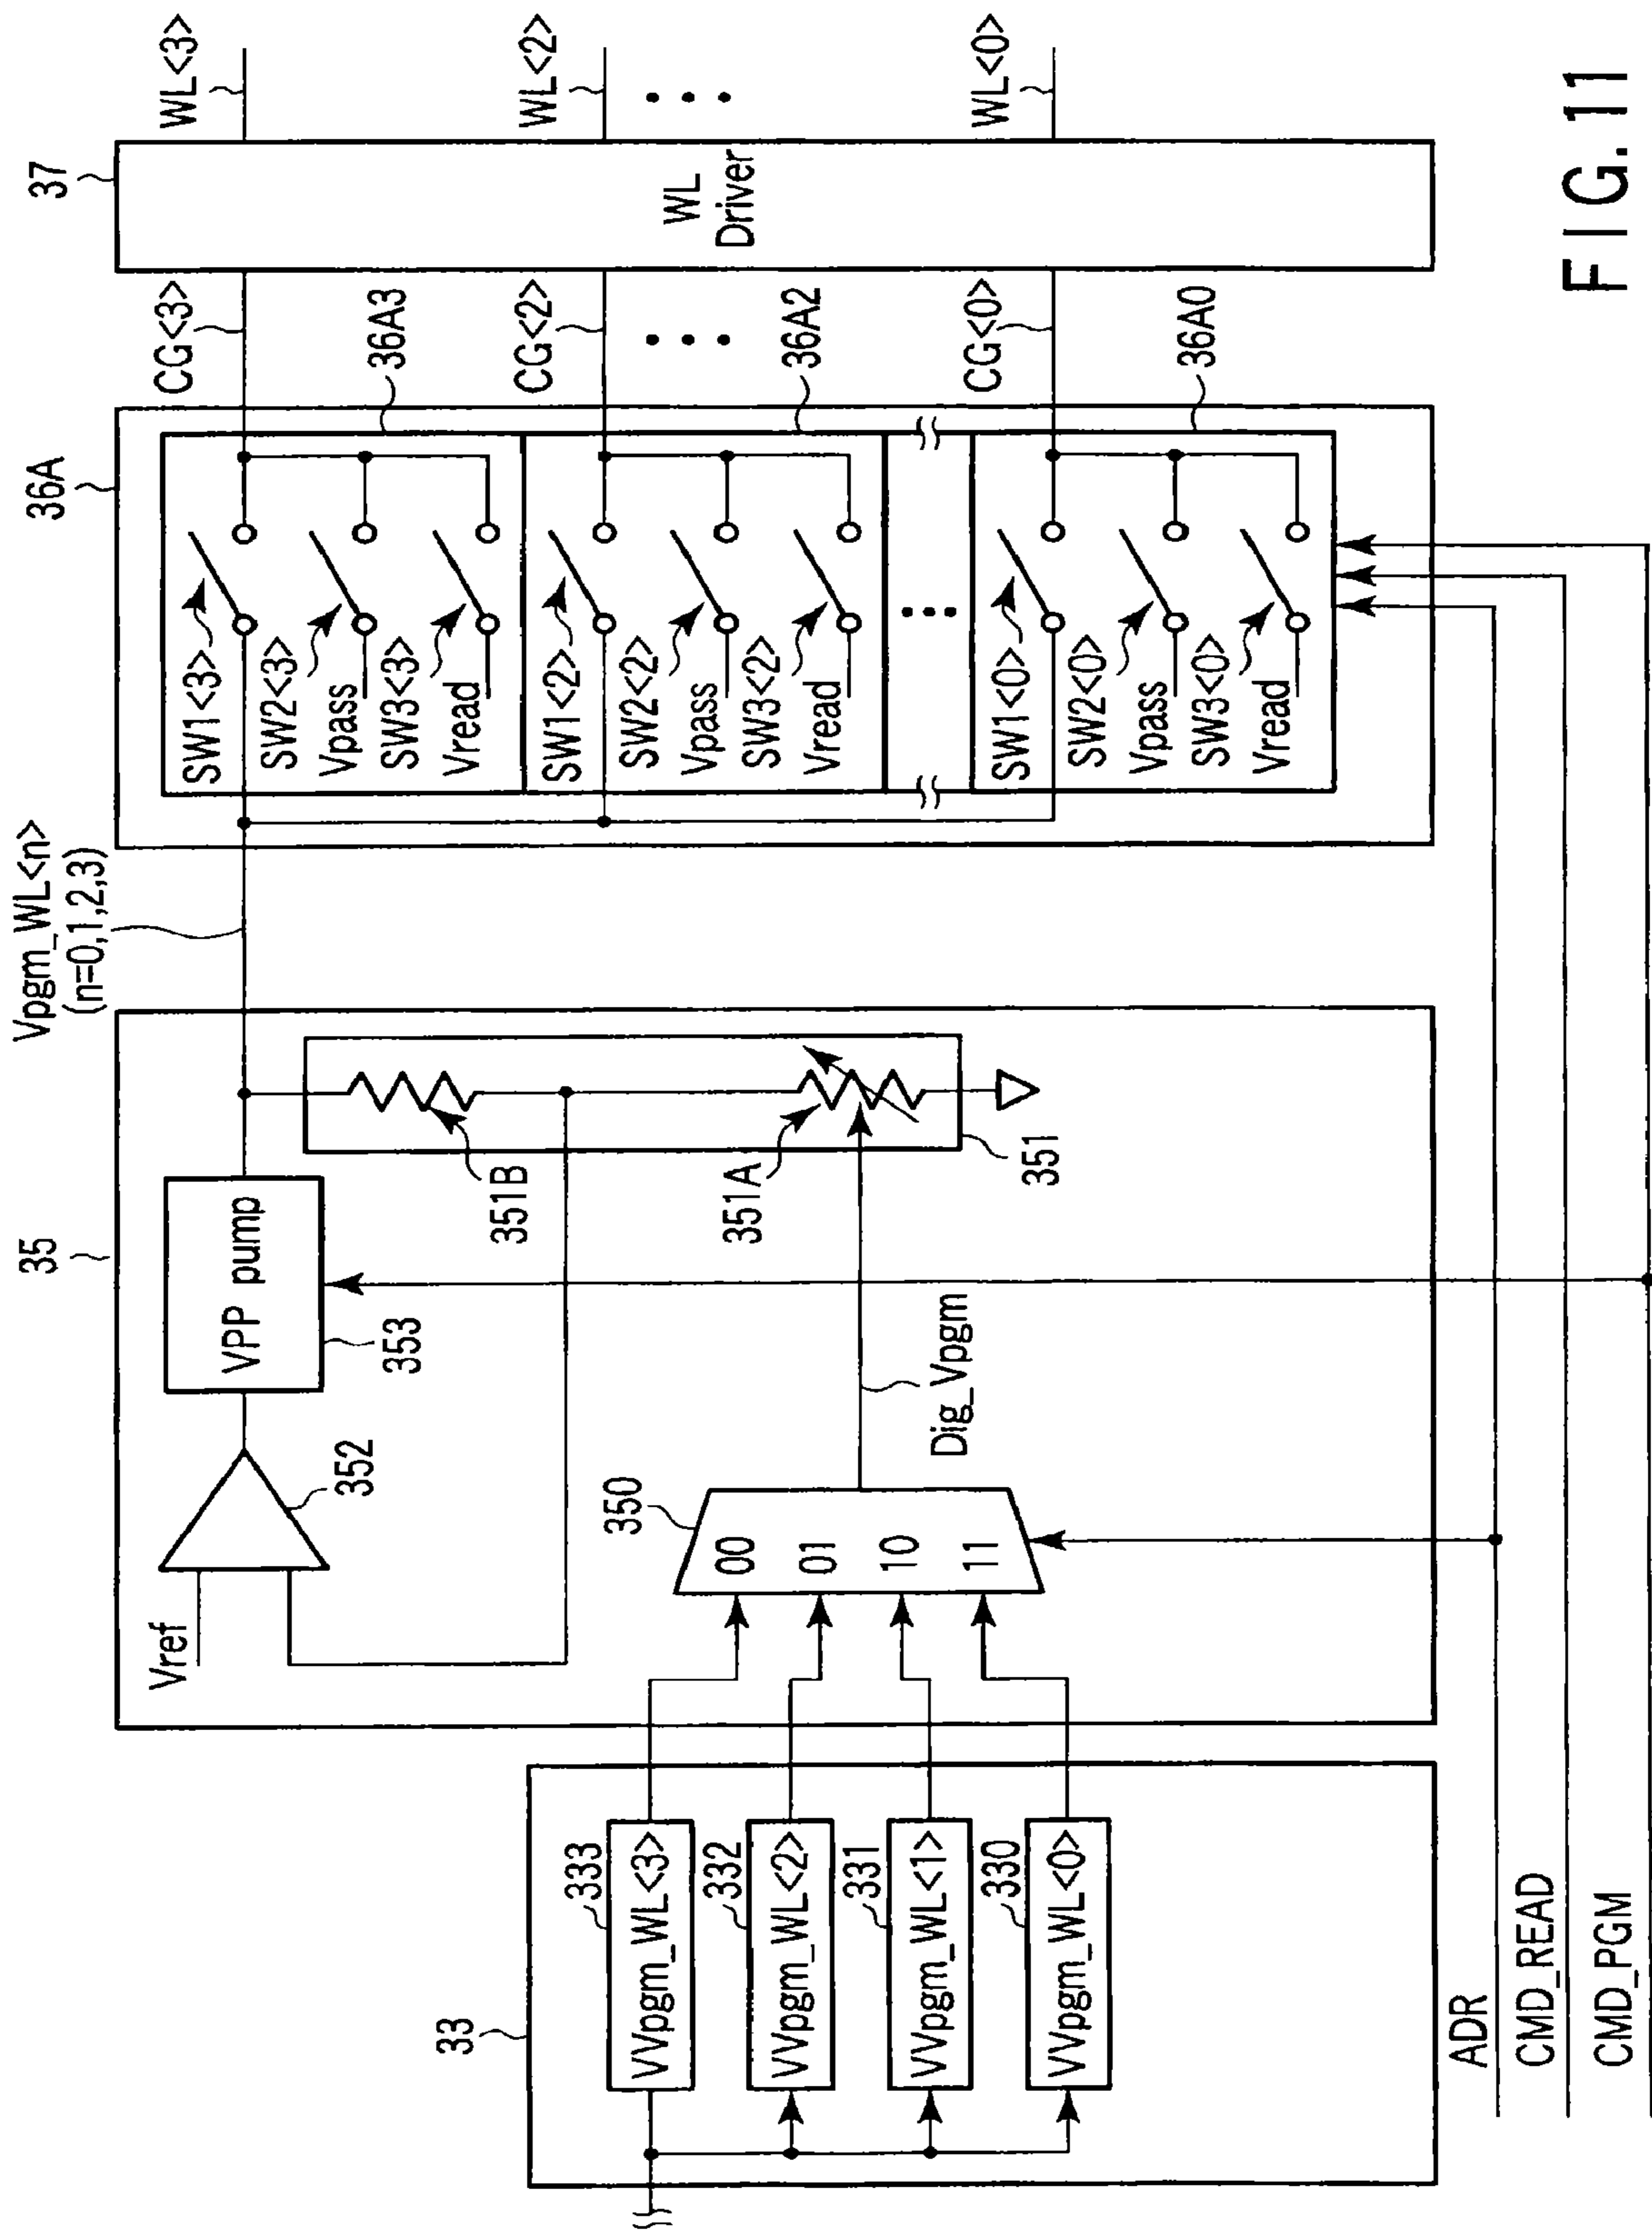 33
333
VVpgm_WL<3>
332
VVpgm_WL<2>
331
VVpgm_WL<1>
330
VVpgm_WL<0>
ADR
CMD_READ
CMD_PGM
35
Vref
352
VPP pump
353
350
00
01
10
11
Dig_Vpgm
351B
351A
351
Vpgm_WL<n>
(n=0,1,2,3)
36A
SW1<3>
SW2<3>
Vpass
SW3<3>
Vread
SW1<2>
SW2<2>
Vpass
SW3<2>
Vread
SW1<0>
SW2<0>
Vpass
SW3<0>
Vread
CG<3>
36A3
CG<2>
36A2
CG<0>
36A0
37
WL
Driver
WL<3>
WL<2>
WL<0>
FIG. 11